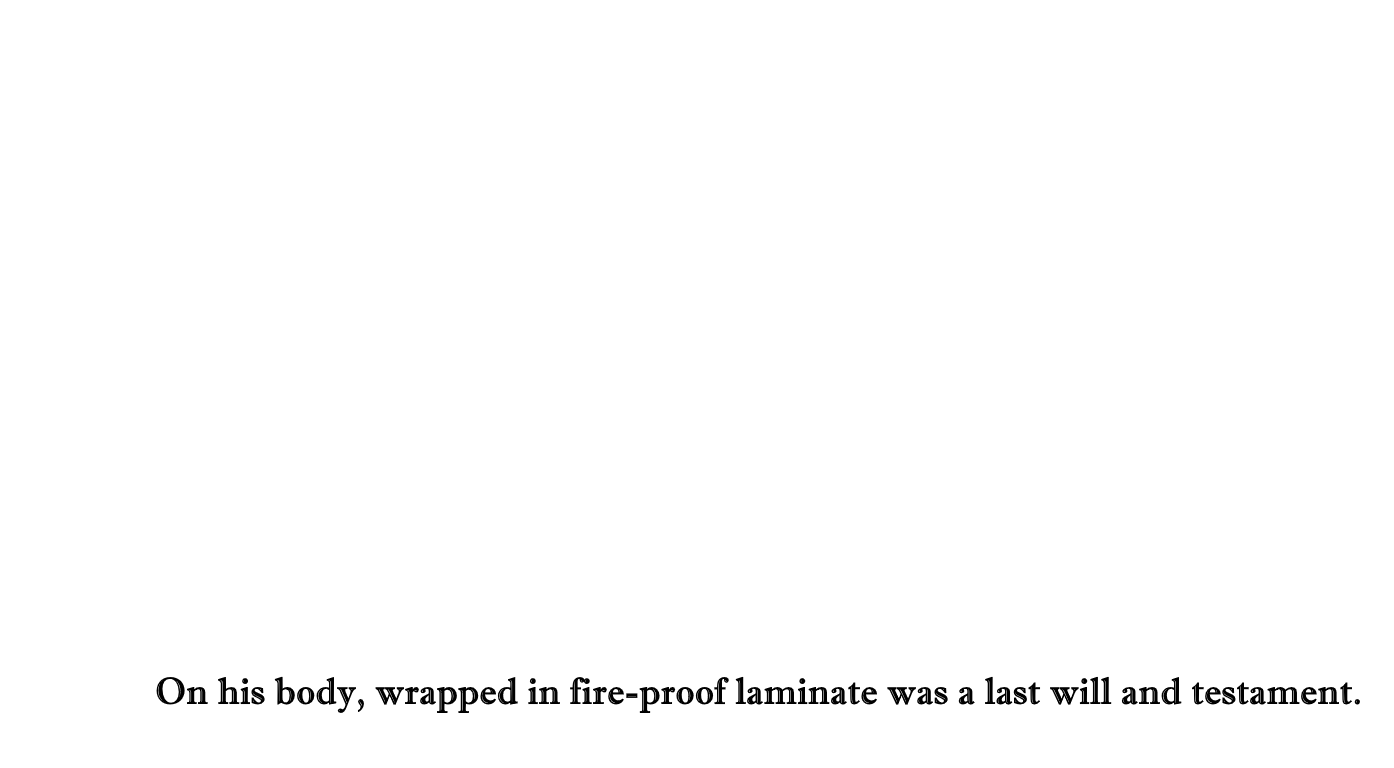 On his body, wrapped in fire-proof laminate was a last will and testament.